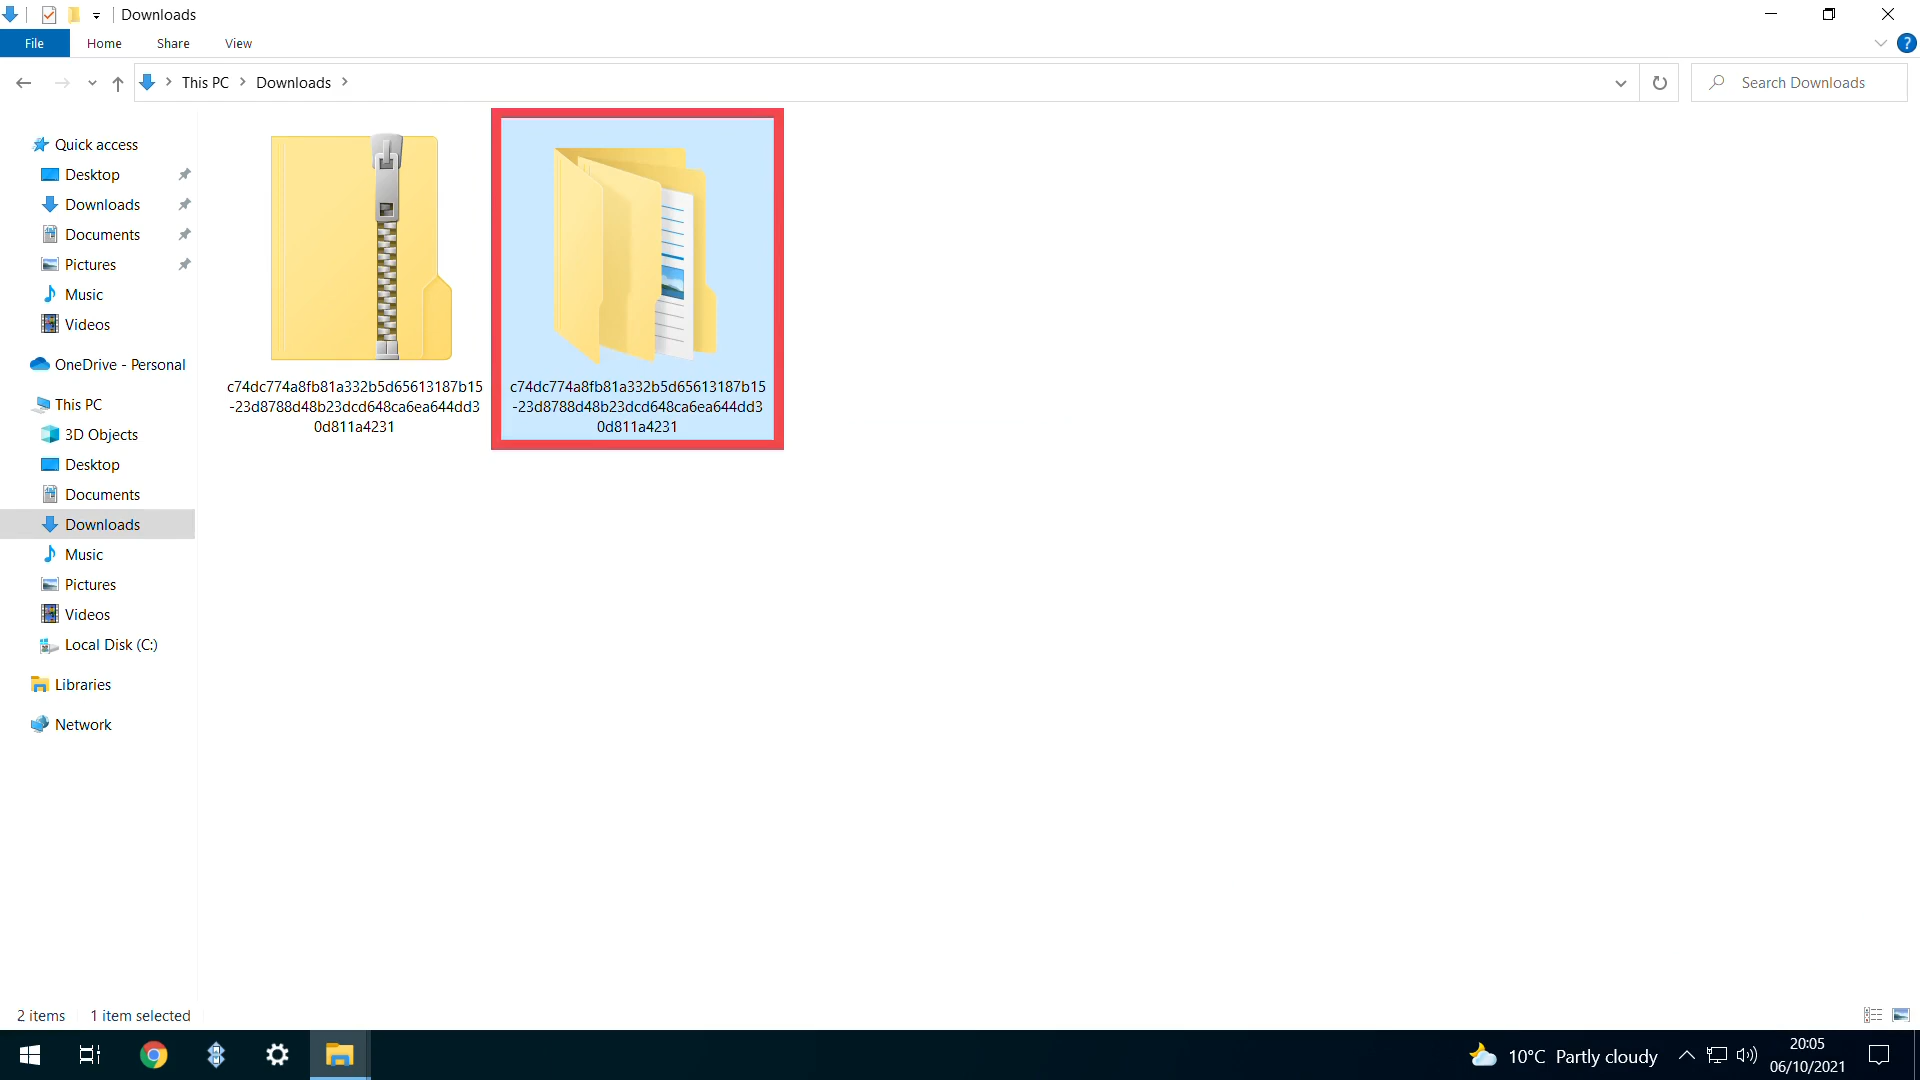 Downloads
File Home Share View
This PC Downloads
Search Downloads
Quick access
Desktop
Downloads
Documents
Pictures
Music
Videos
OneDrive - Personal
This PC
3D Objects
Desktop
Documents
Downloads
Music
Pictures
Videos
Local Disk (C:)
Libraries
Network
c74dc774a8fb81a332b5d65613187b15
-23d8788d48b23dcd648ca6ea644dd3
0d811a4231
c74dc774a8fb81a332b5d65613187b15
-23d8788d48b23dcd648ca6ea644dd3
0d811a4231
2 items 1 item selected
10°C Partly cloudy
20:05
06/10/2021